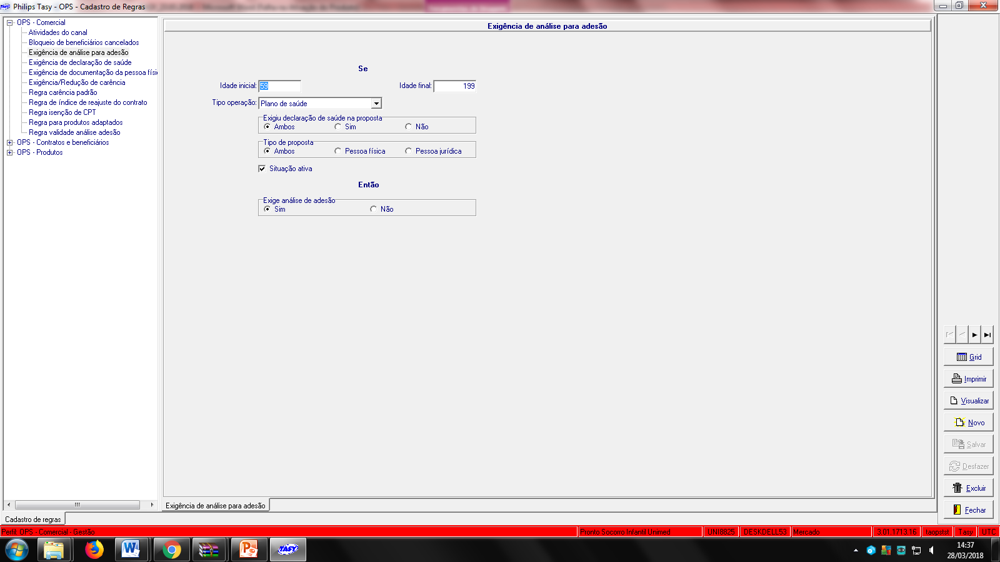 Philips Tasy - OPS - Cadastro de Regras
OPS - Comercial
Atividades do canal
Bloqueio de beneficiários cancelados
Exigência de análise para adesão
Exigência de declaração de saúde
Exigência de documentação da pessoa físi
Exigência/Redução de carência
Regra carência padrão
Regra de índice de reajuste do contrato
Regra isenção de CPT
Regra para produtos adaptados
Regra validade análise adesão
OPS - Contratos e beneficiários
OPS - Produtos
Cadastro de regras
Exigência de análise para adesão
Se
Idade inicial: 59 Idade final: 199
Tipo operação: Plano de saúde
Exigiu declaração de saúde na proposta
Ambos Sim Não
Tipo de proposta
Ambos Pessoa física Pessoa jurídica
Situação ativa
Então
Exige análise de adesão
Sim Não
Exigência de análise para adesão
Grid
Imprimir
Visualizar
Novo
Salvar
Desfazer
Excluir
Fechar
Perfil: OPS - Comercial - Gestão Pronto Socorro Infantil Unimed UNI8825 DESKDELL53 Mercado 3.01.1713.16 taopstst Tasy UTC
TASY
14:37
28/03/2018